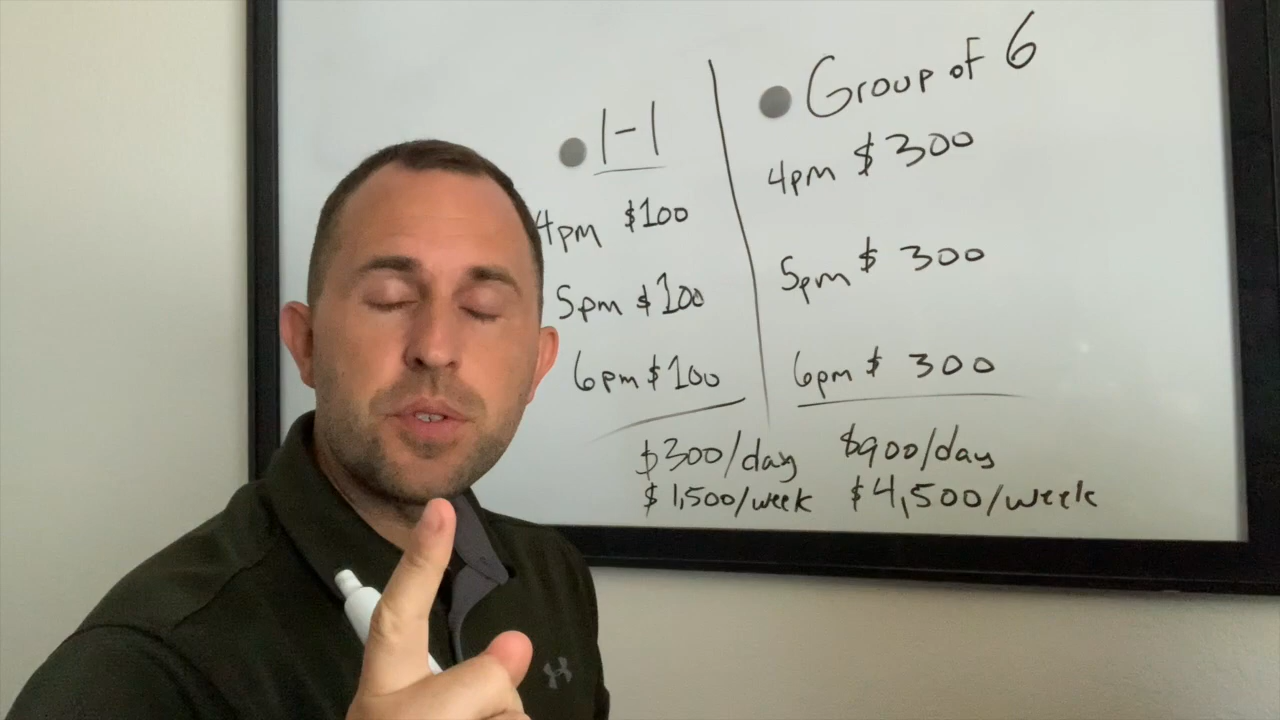 1-1
4pm $100
5pm $100
6pm $100
$300/day
$1,500/week
Group of 6
4pm $300
5pm $300
6pm $300
$900/day
$4,500/week